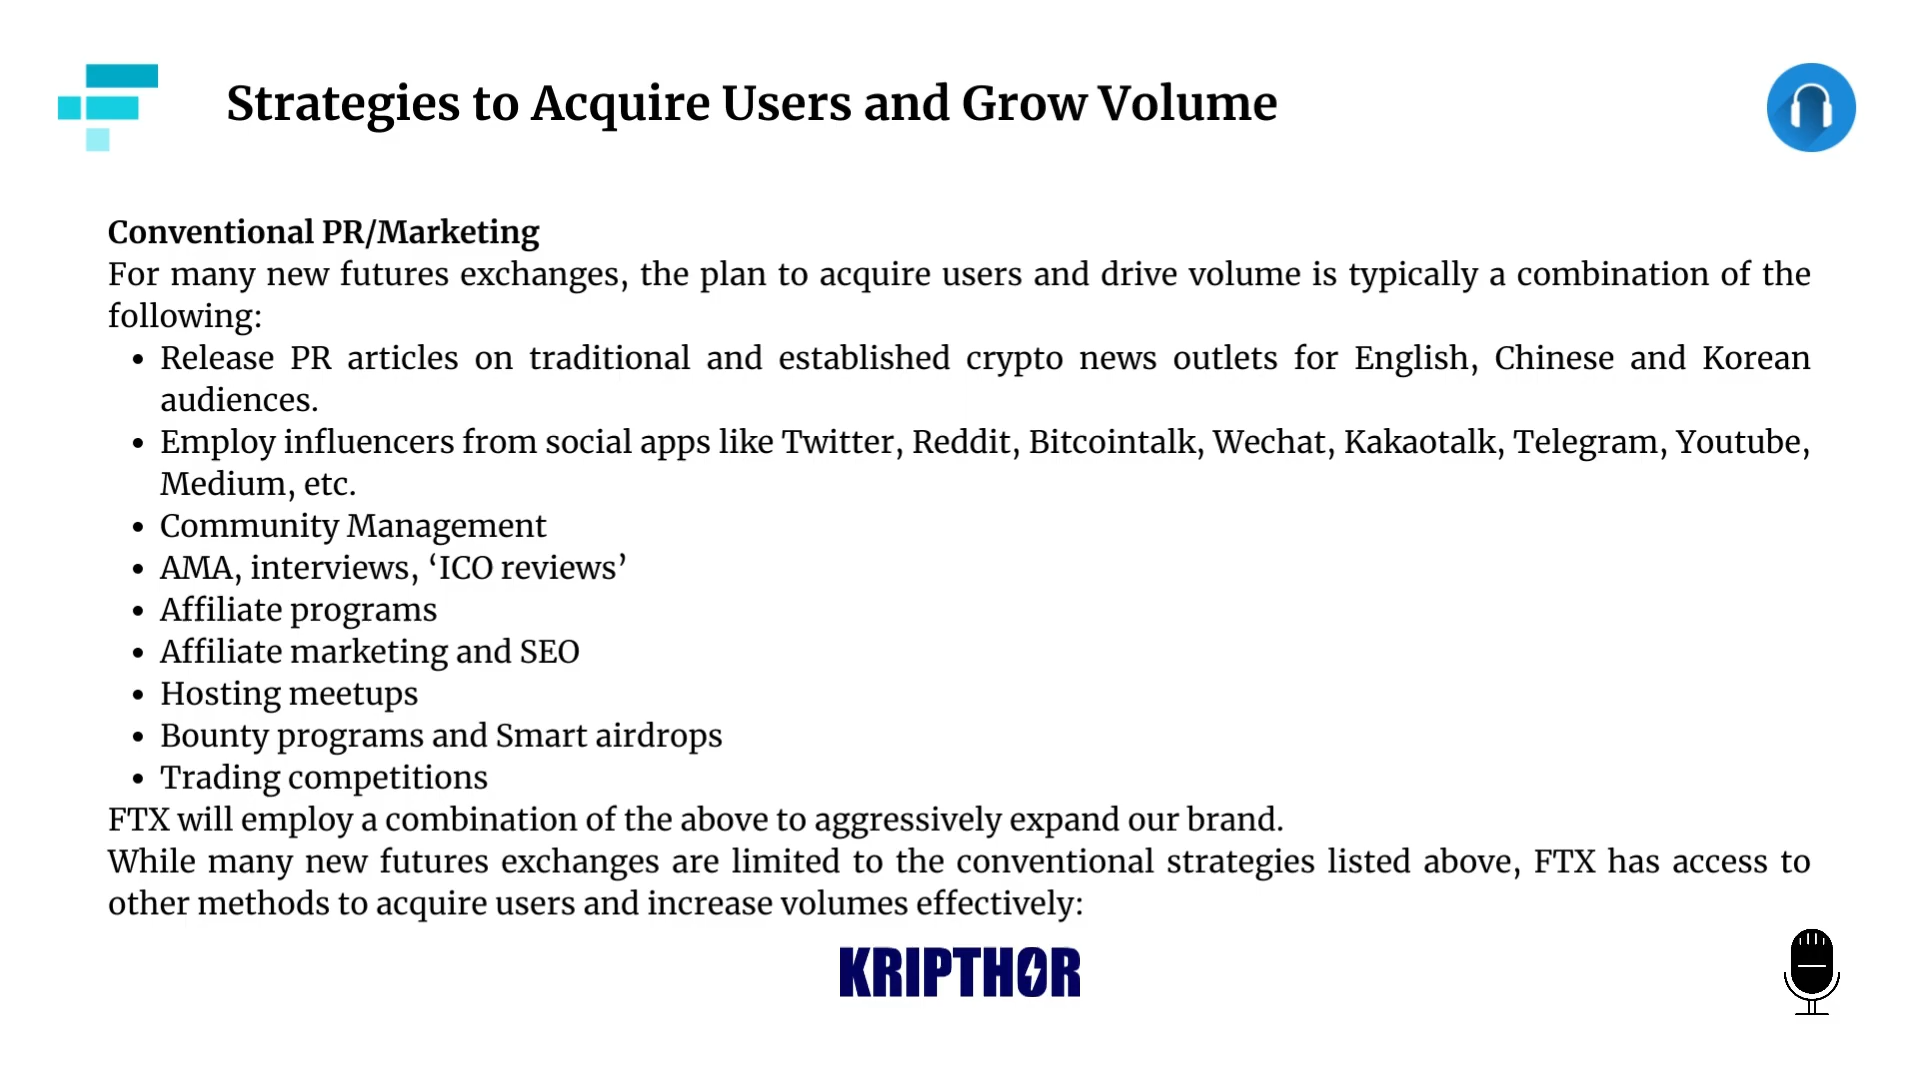 Strategies to Acquire Users and Grow Volume
Conventional PR/Marketing
For many new futures exchanges, the plan to acquire users and drive volume is typically a combination of the
following:
• Release PR articles on traditional and established crypto news outlets for English, Chinese and Korean
audiences.
• Employ influencers from social apps like Twitter, Reddit, Bitcointalk, Wechat, Kakaotalk, Telegram, Youtube,
Medium, etc.
• Community Management
• AMA, interviews, ‘ICO reviews’
• Affiliate programs
• Affiliate marketing and SEO
• Hosting meetups
• Bounty programs and Smart airdrops
• Trading competitions
FTX will employ a combination of the above to aggressively expand our brand.
While many new futures exchanges are limited to the conventional strategies listed above, FTX has access to
other methods to acquire users and increase volumes effectively:
KRIPTHOR